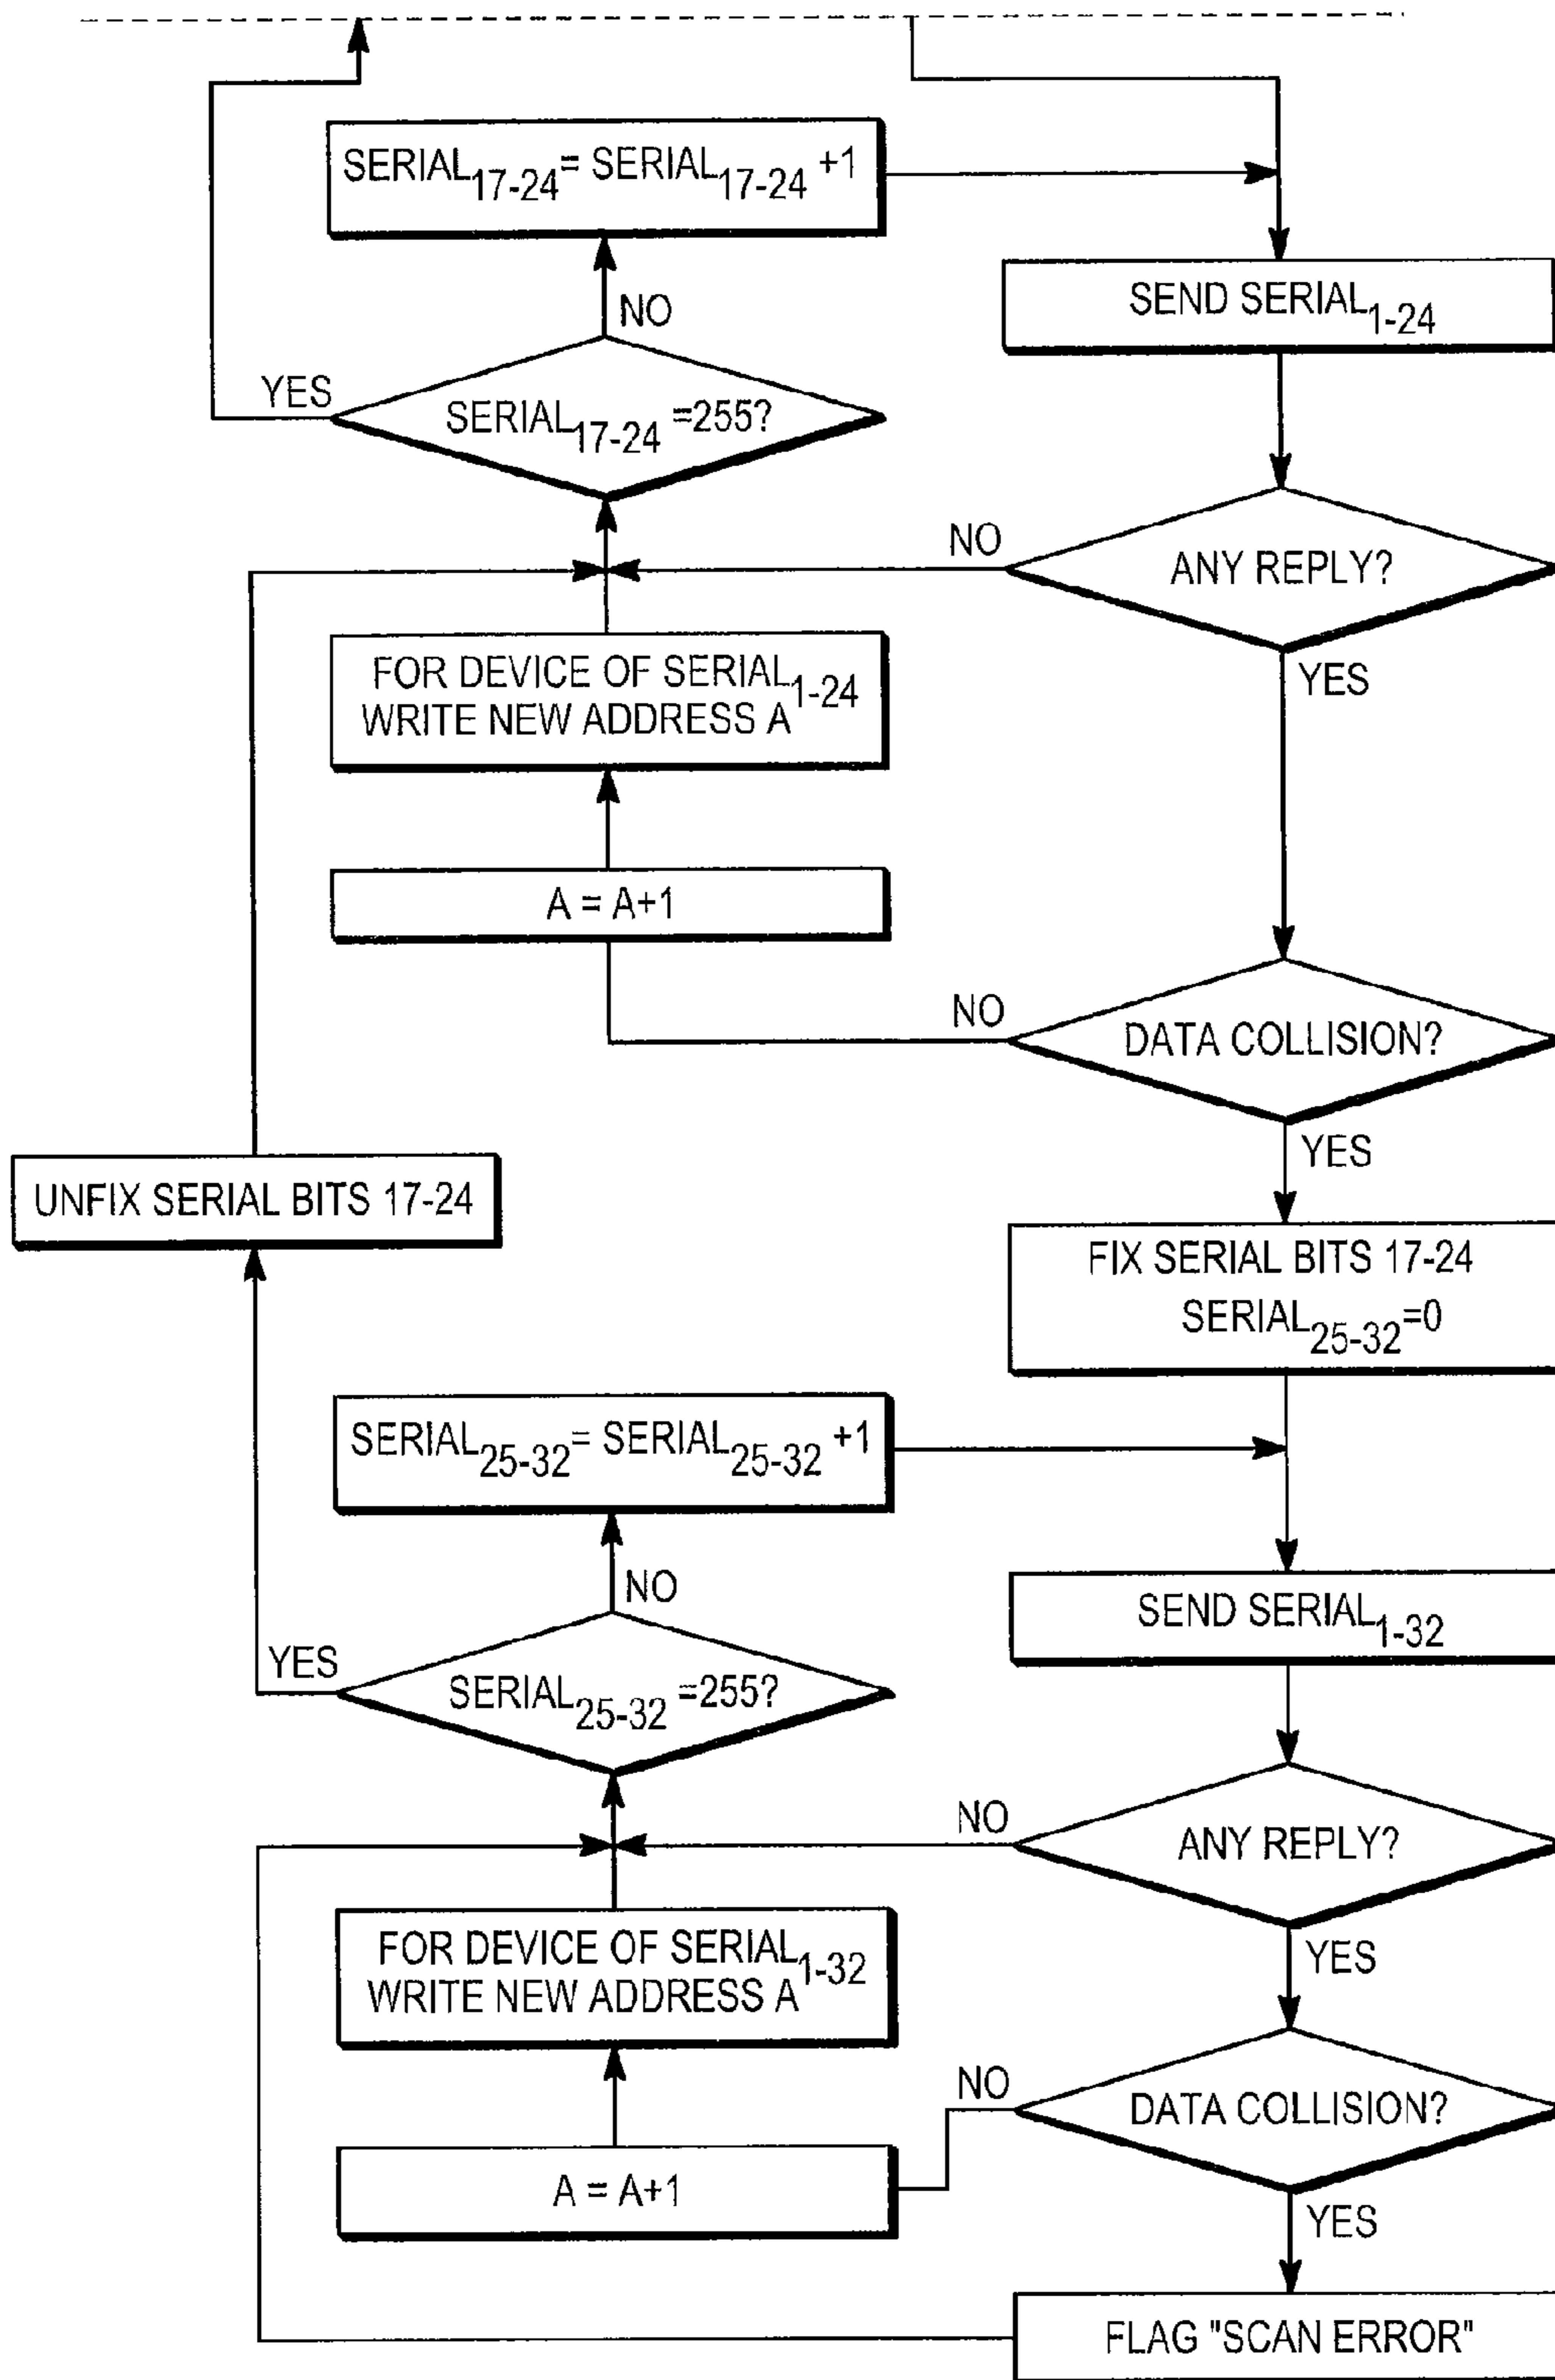 SERIAL17-24= SERIAL17-24 +1
SEND SERIAL1-24
NO
YES
SERIAL17-24 =255?
NO
ANY REPLY?
FOR DEVICE OF SERIAL1-24
WRITE NEW ADDRESS A
YES
A = A+1
NO
DATA COLLISION?
YES
UNFIX SERIAL BITS 17-24
FIX SERIAL BITS 17-24
SERIAL25-32=0
SERIAL25-32= SERIAL25-32 +1
NO
SEND SERIAL1-32
YES
SERIAL25-32 =255?
NO
ANY REPLY?
FOR DEVICE OF SERIAL1-32
WRITE NEW ADDRESS A
YES
NO
DATA COLLISION?
A = A+1
YES
FLAG "SCAN ERROR"